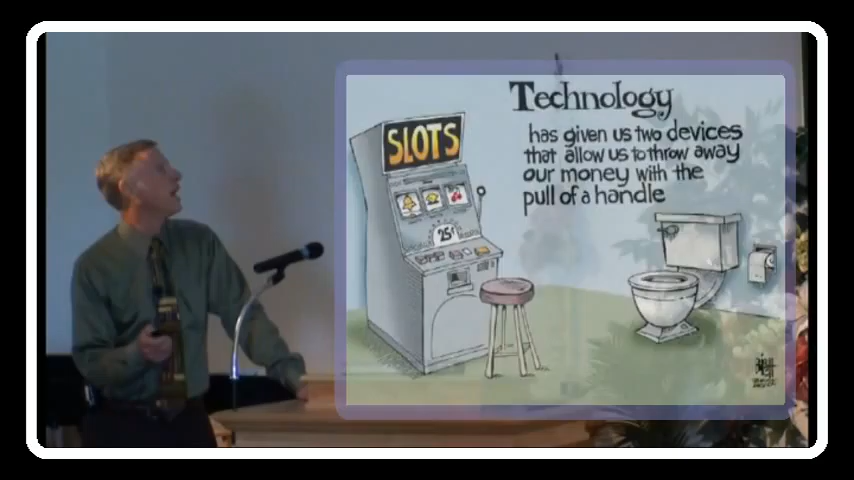 Technology
has given us two devices
that allow us to throw away
our money with the
pull of a handle
SLOTS
25¢